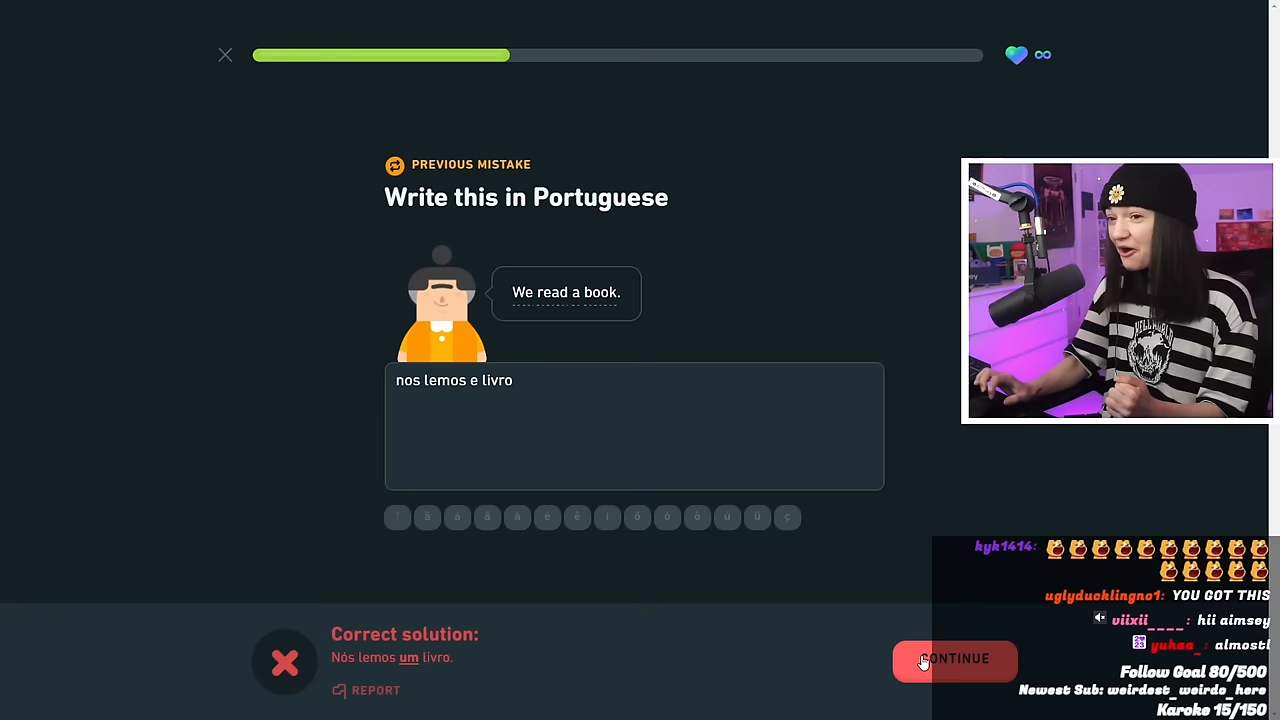 PREVIOUS MISTAKE
Write this in Portuguese
We read a book.
nos lemos e livro
Correct solution:
Nós lemos um livro.
REPORT
CONTINUE
kyk1414:
uglyducklingno1: YOU GOT THIS
viixii____: hii aimsey
yuhaa_: almost!
Follow Goal 80/500
Newest Sub: weirdest_weirdo_here
Karoke 15/150